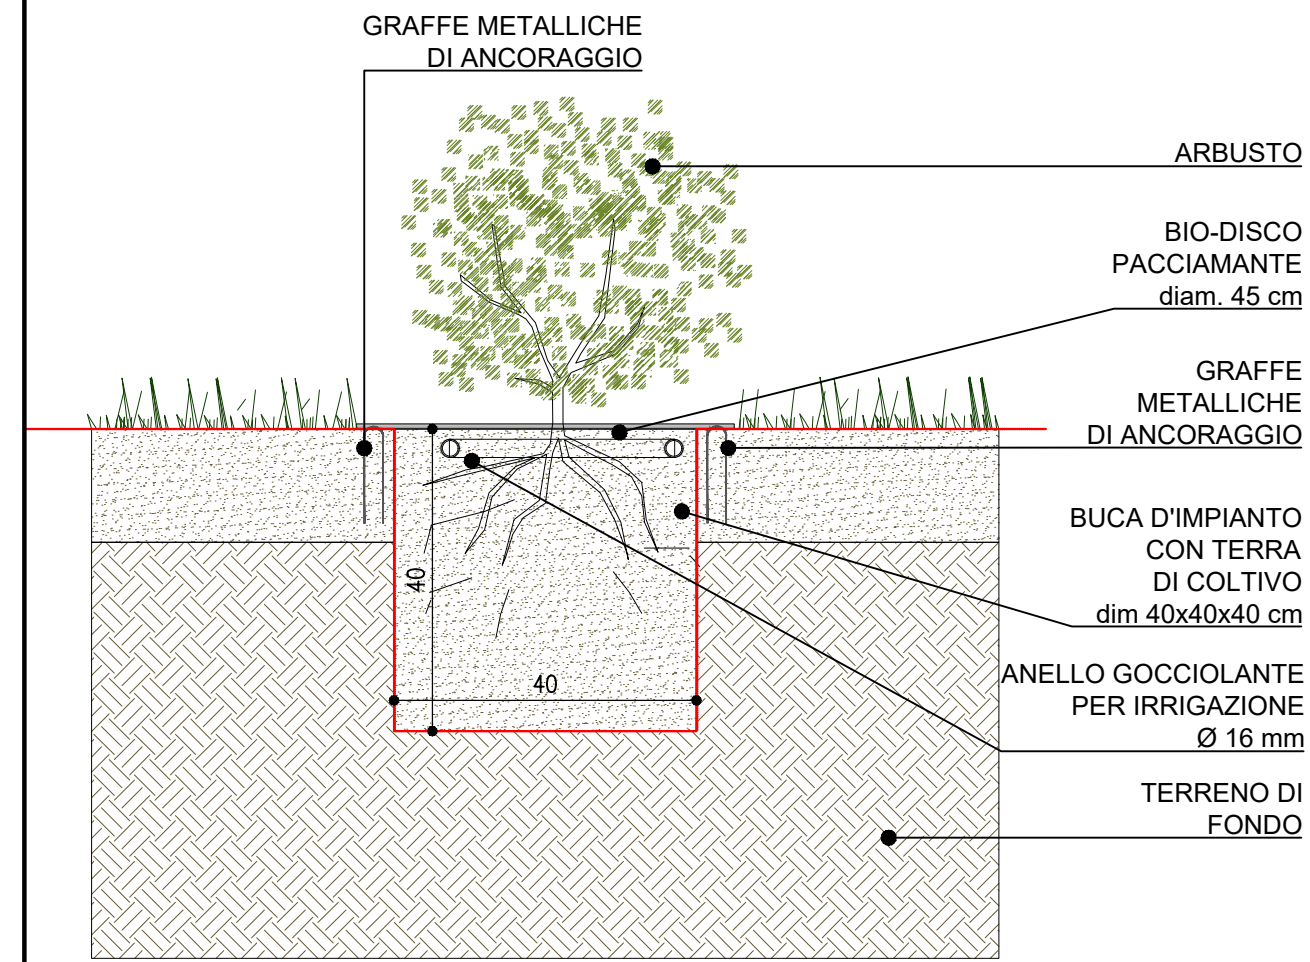 GRAFFE METALLICHE
DI ANCORAGGIO
ARBUSTO
BIO-DISCO
PACCIAMANTE
diam. 45 cm
GRAFFE
METALLICHE
DI ANCORAGGIO
BUCA D'IMPIANTO
CON TERRA
DI COLTIVO
dim 40x40x40 cm
40
40
ANELLO GOCCIOLANTE
PER IRRIGAZIONE
Ø 16 mm
TERRENO DI
FONDO